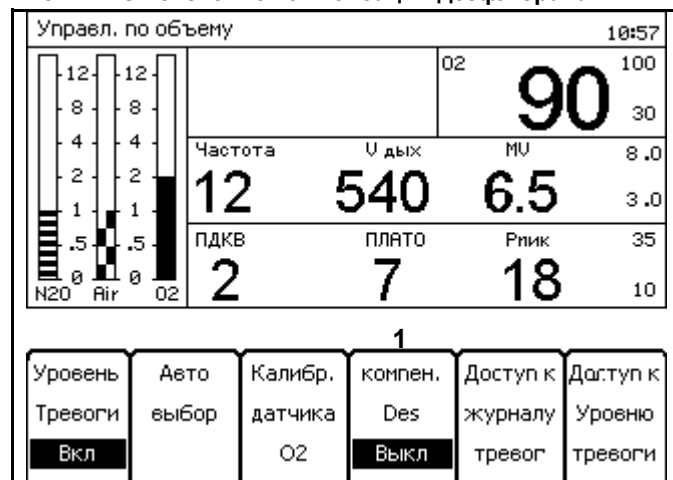 Управл. по объему 10:57
12 12
8 8
4 4
2 2
1 1
.5 .5
0 0
N2O Air O2
O2 90 100
30
Частота V дых MV 8.0
12 540 6.5 3.0
ПДКВ ПЛАТО Pпик 35
2 7 18 10
1
Уровень Авто Калибр. компен. Доступ к Доступ к
Тревоги выбор датчика Des журналу Уровню
Вкл O2 Выкл тревог тревоги